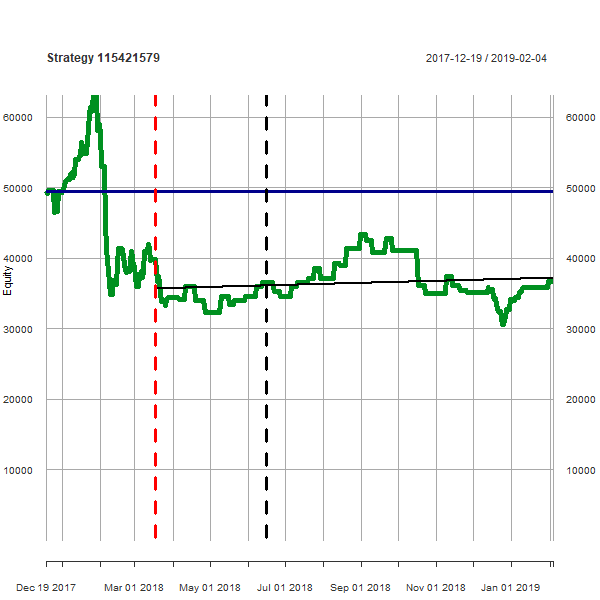 Strategy 115421579
2017-12-19 / 2019-02-04
60000
60000
50000
50000
40000
40000
Equity
30000
30000
20000
20000
10000
10000
Dec 19 2017
Mar 01 2018
May 01 2018
Jul 01 2018
Sep 01 2018
Nov 01 2018
Jan 01 2019